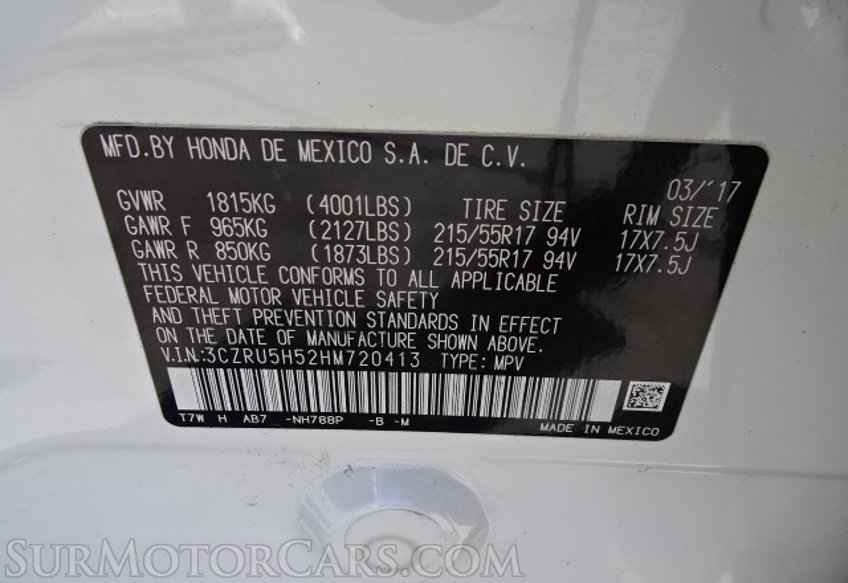 MFD.BY HONDA DE MEXICO S.A. DE C.V.
03/'17
GVWR 1815KG (4001LBS) TIRE SIZE RIM SIZE
GAWR F 965KG (2127LBS) 215/55R17 94V 17X7.5J
GAWR R 850KG (1873LBS) 215/55R17 94V 17X7.5J
THIS VEHICLE CONFORMS TO ALL APPLICABLE
FEDERAL MOTOR VEHICLE SAFETY
AND THEFT PREVENTION STANDARDS IN EFFECT
ON THE DATE OF MANUFACTURE SHOWN ABOVE.
V.I.N:3CZRU5H52HM720413 TYPE: MPV
T7W H AB7 -NH788P -B -M
MADE IN MEXICO
SURMOTORCARS.COM